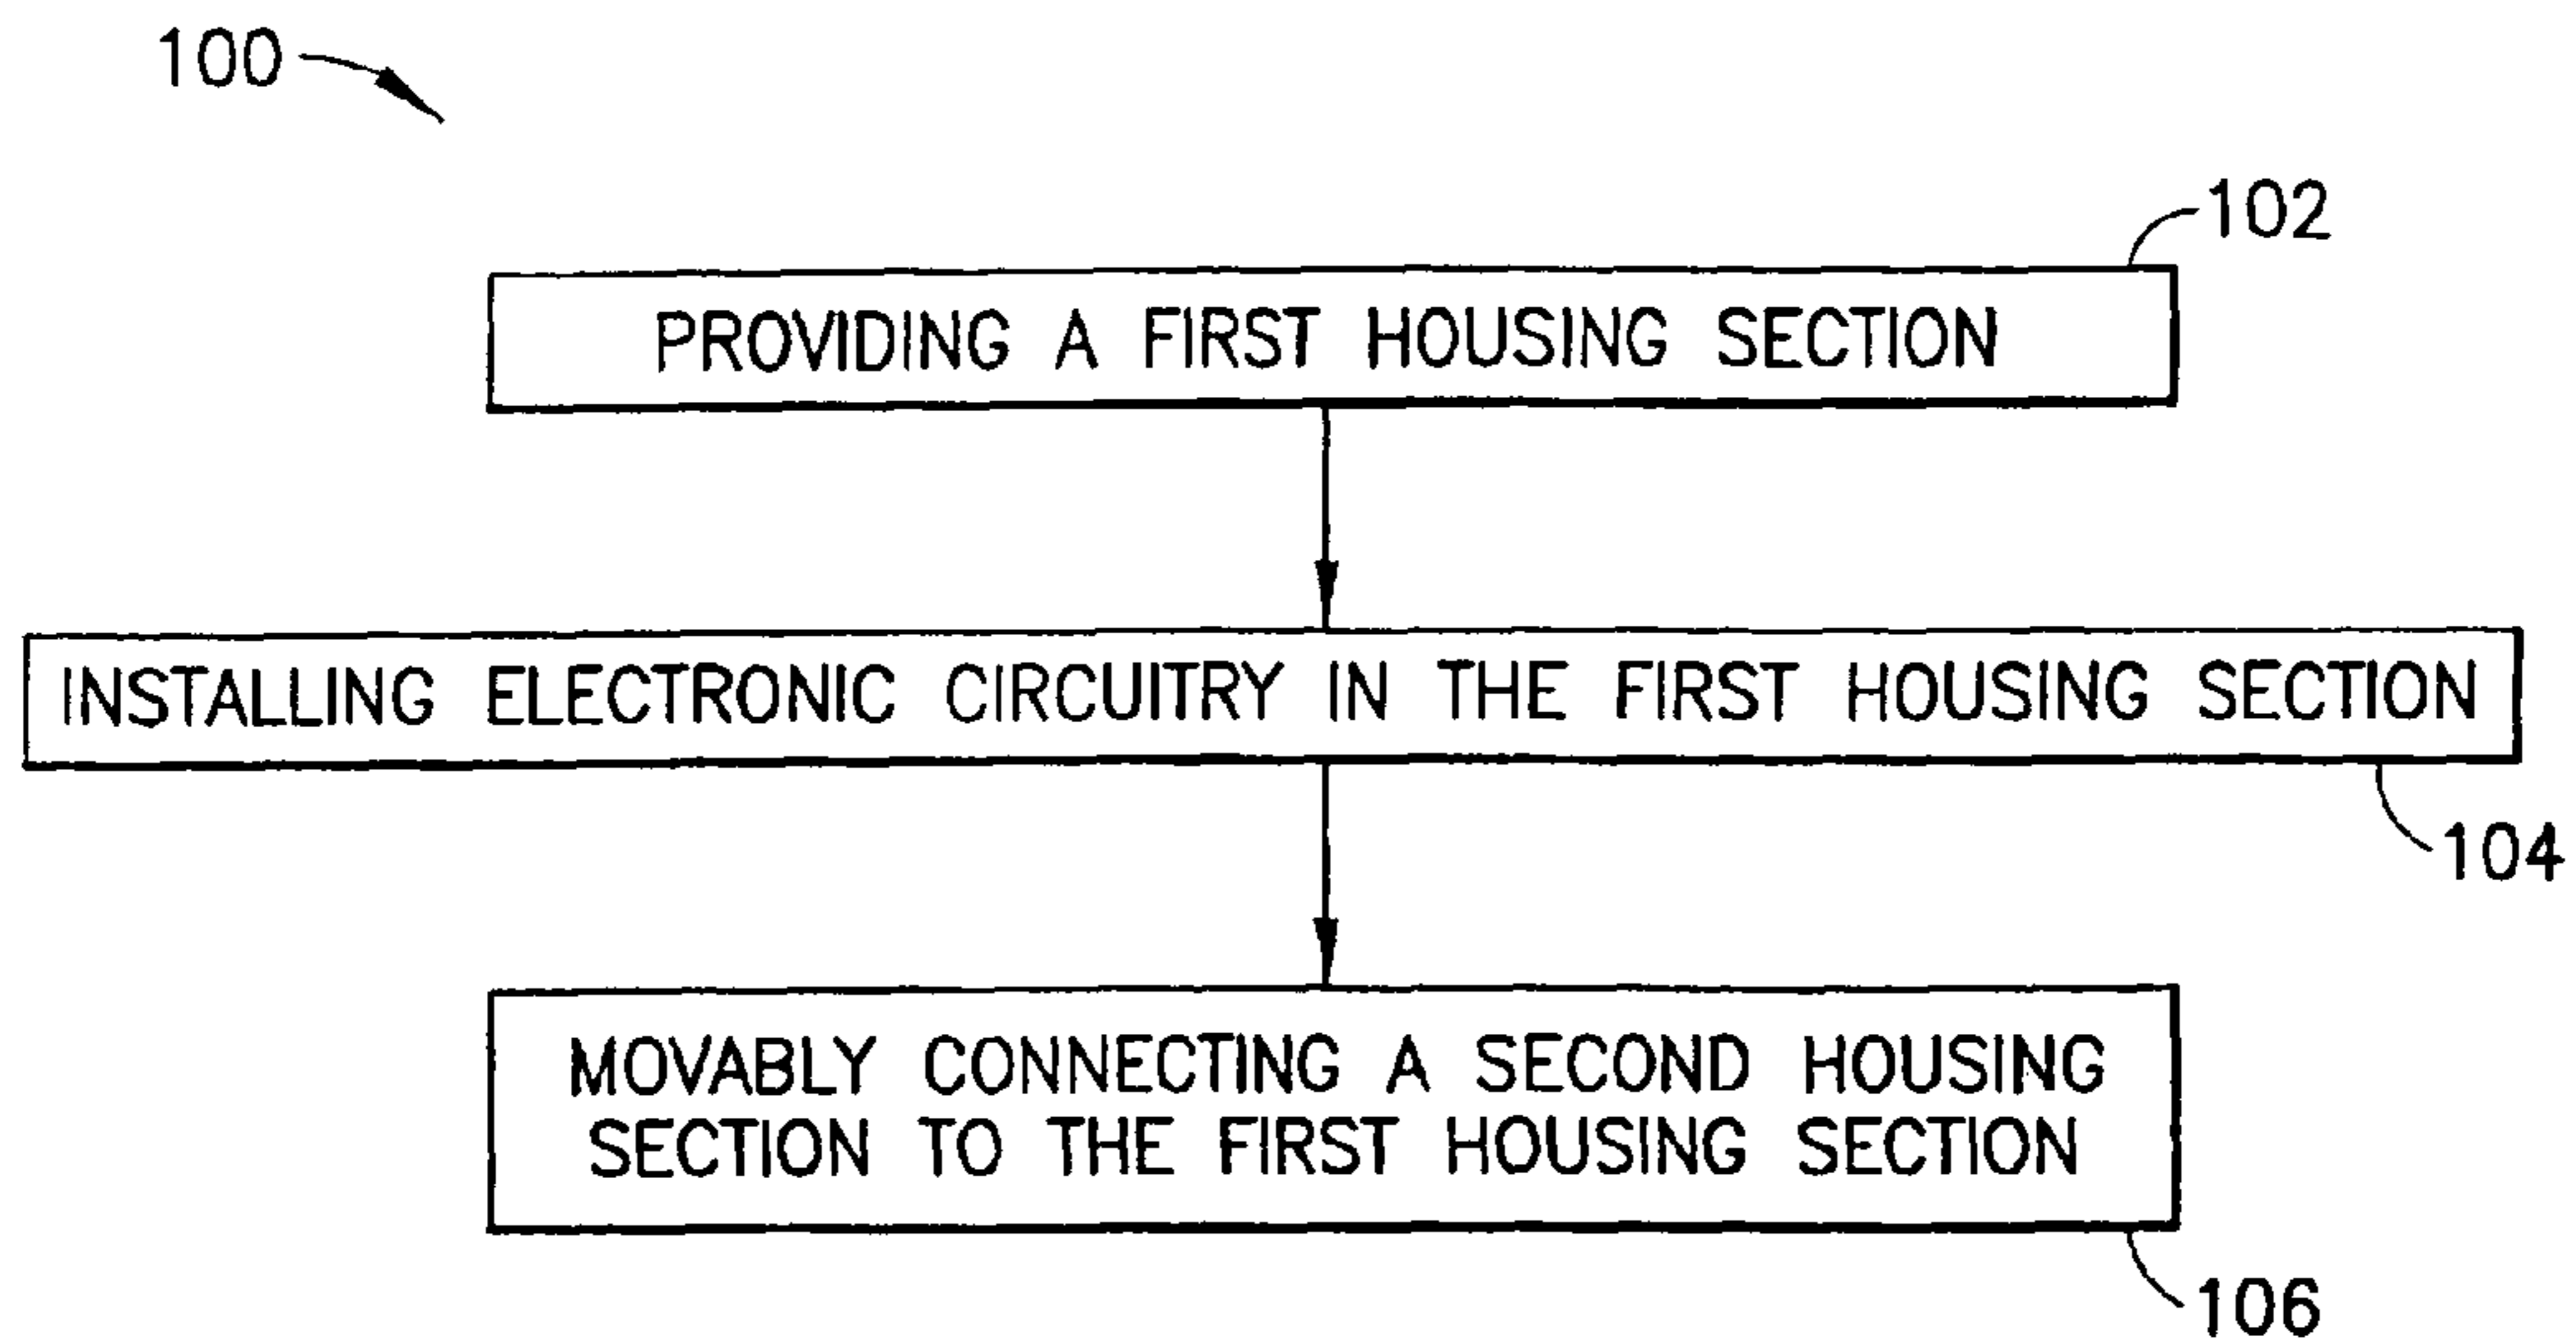 100
102
PROVIDING A FIRST HOUSING SECTION
INSTALLING ELECTRONIC CIRCUITRY IN THE FIRST HOUSING SECTION
104
MOVABLY CONNECTING A SECOND HOUSING
SECTION TO THE FIRST HOUSING SECTION
106